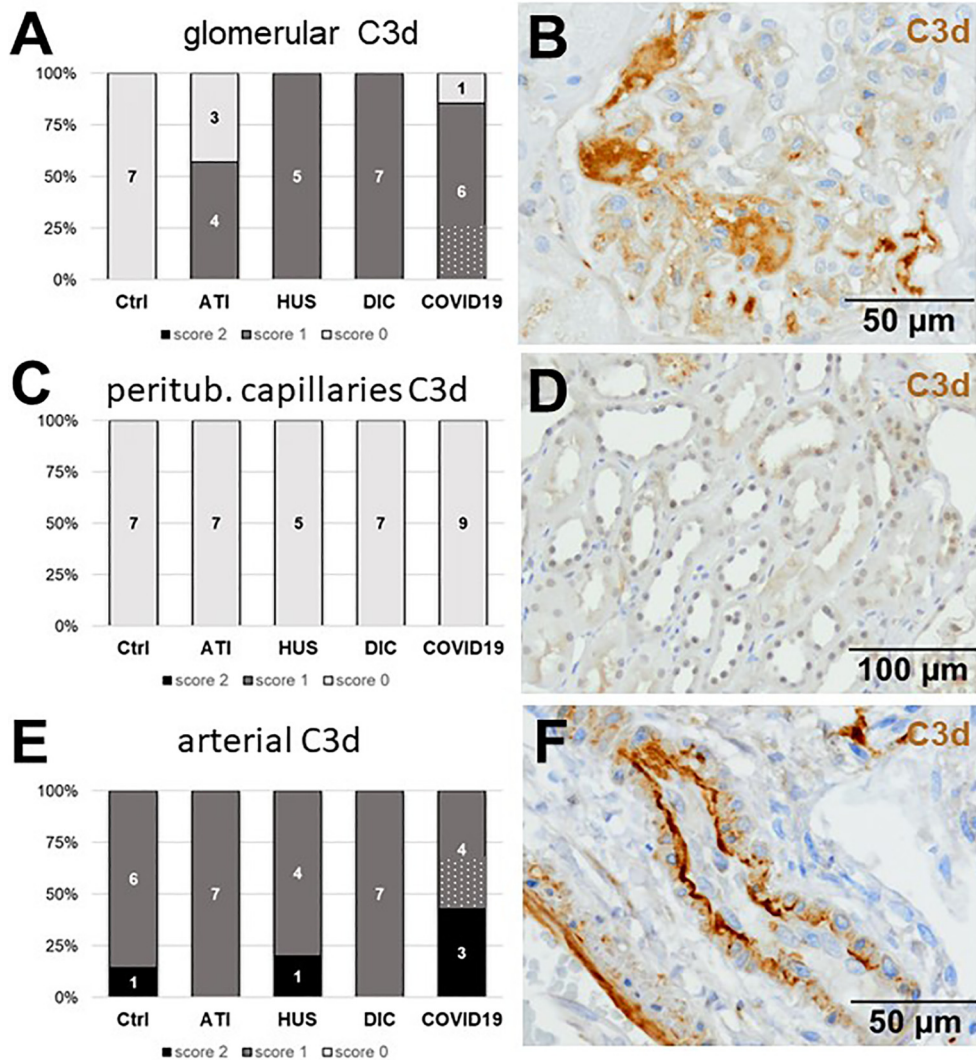 A
glomerular C3d
100%
75%
50%
25%
0%
7
3
4
5
7
1
6
Ctrl ATI HUS DIC COVID19
score 2 score 1 score 0
B
C3d
50 µm
C
peritub. capillaries C3d
100%
75%
50%
25%
0%
7
7
5
7
9
Ctrl ATI HUS DIC COVID19
score 2 score 1 score 0
D
C3d
100 µm
E
arterial C3d
100%
75%
50%
25%
0%
6
1
7
4
1
7
4
3
Ctrl ATI HUS DIC COVID19
score 2 score 1 score 0
F
C3d
50 µm